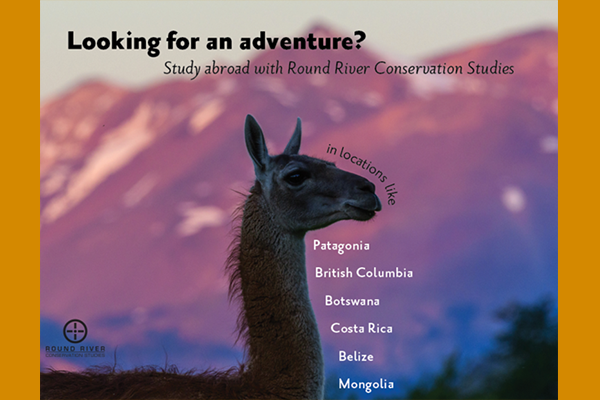 Looking for an adventure?
Study abroad with Round River Conservation Studies
in locations like
Patagonia
British Columbia
Botswana
Costa Rica
Belize
Mongolia
ROUND RIVER
CONSERVATION STUDIES